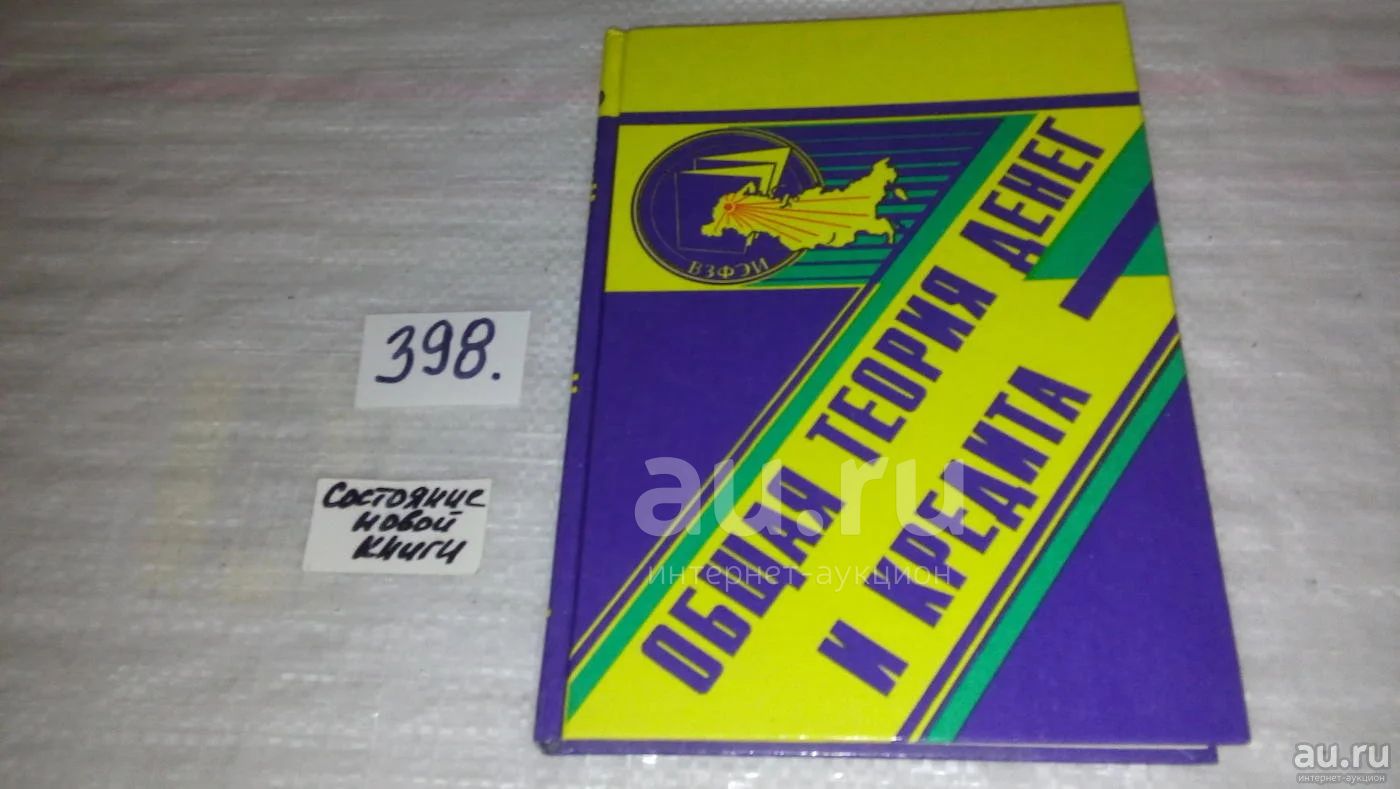 398.
Состояние
новой
книги
ВЗФЭИ
ОБЩАЯ ТЕОРИЯ ДЕНЕГ
И КРЕДИТА
au.ru
интернет-аукцион
au.ru
интернет-аукцион